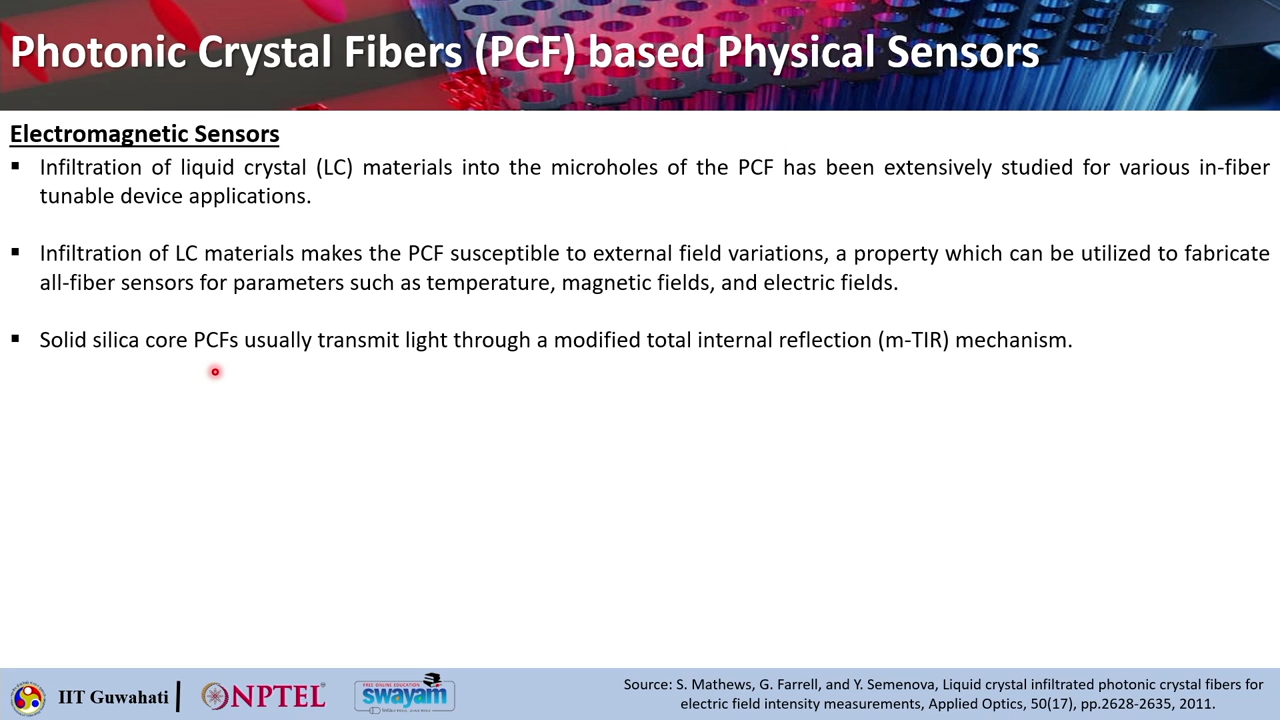 Photonic Crystal Fibers (PCF) based Physical Sensors
Electromagnetic Sensors
▪ Infiltration of liquid crystal (LC) materials into the microholes of the PCF has been extensively studied for various in-fiber
tunable device applications.
▪ Infiltration of LC materials makes the PCF susceptible to external field variations, a property which can be utilized to fabricate
all-fiber sensors for parameters such as temperature, magnetic fields, and electric fields.
▪ Solid silica core PCFs usually transmit light through a modified total internal reflection (m-TIR) mechanism.
IIT Guwahati
NPTEL
FREE ONLINE EDUCATION
swayam
Source: S. Mathews, G. Farrell, and Y. Semenova, Liquid crystal infiltrated photonic crystal fibers for
electric field intensity measurements, Applied Optics, 50(17), pp.2628-2635, 2011.